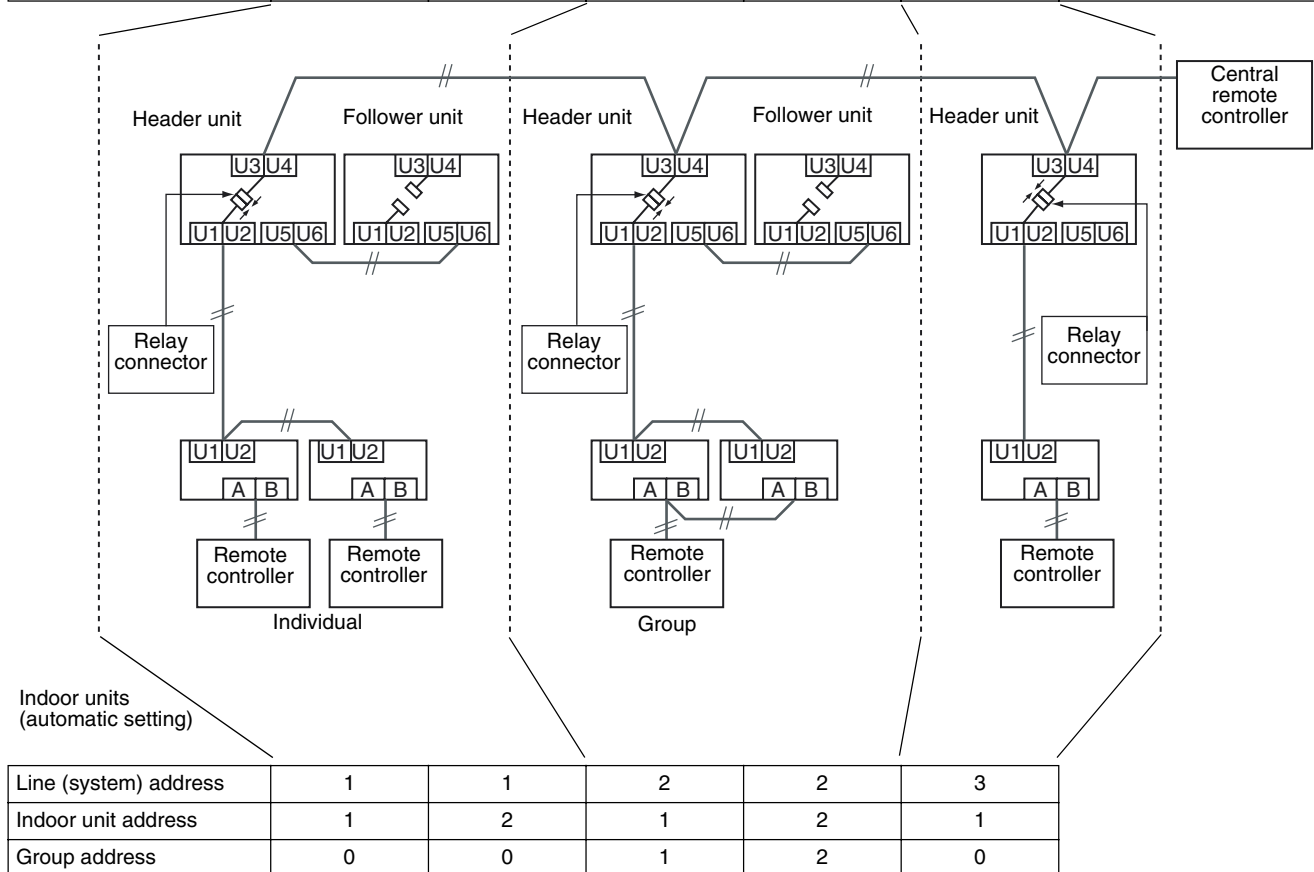 Central
remote
controller
Header unit
Follower unit
Header unit
Follower unit
Header unit
U3 U4
U3 U4
U3 U4
U3 U4
U3 U4
U1 U2 U5 U6
U1 U2 U5 U6
U1 U2 U5 U6
U1 U2 U5 U6
U1 U2 U5 U6
Relay
connector
Relay
connector
Relay
connector
U1 U2
U1 U2
U1 U2
U1 U2
U1 U2
A B
A B
A B
A B
A B
Remote
controller
Remote
controller
Remote
controller
Remote
controller
Individual
Group
Indoor units
(automatic setting)
Line (system) address 1 1 2 2 3
Indoor unit address 1 2 1 2 1
Group address 0 0 1 2 0